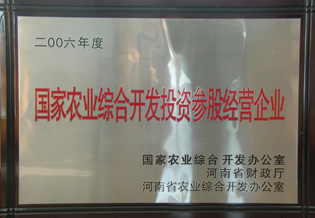 二00六年度
国家农业综合开发投资参股经营企业
国家农业综合开发办公室
河南省财政厅
河南省农业综合开发办公室